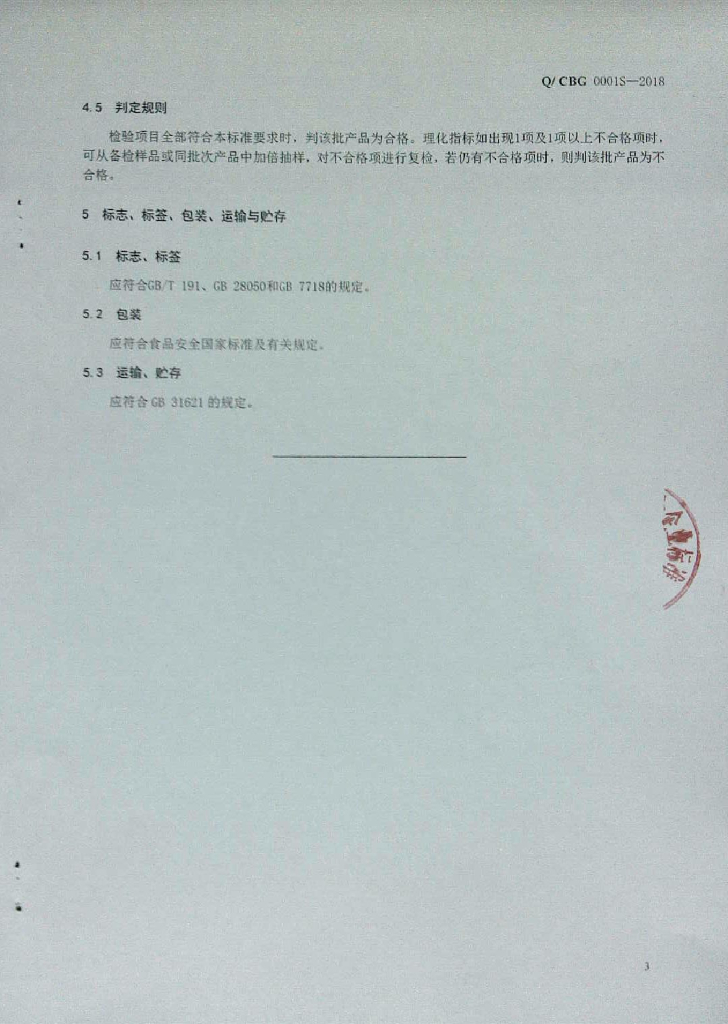 Q/ CBG 0001S—2018
4.5 判定规则
检验项目全部符合本标准要求时，判该批产品为合格。理化指标如出现1项及1项以上不合格项时，
可从备检样品或同批次产品中加倍抽样，对不合格项进行复检，若仍有不合格项时，则判该批产品为不
合格。
5 标志、标签、包装、运输与贮存
5.1 标志、标签
应符合GB/T 191、GB 28050和GB 7718的规定。
5.2 包装
应符合食品安全国家标准及有关规定。
5.3 运输、贮存
应符合 GB 31621 的规定。
3